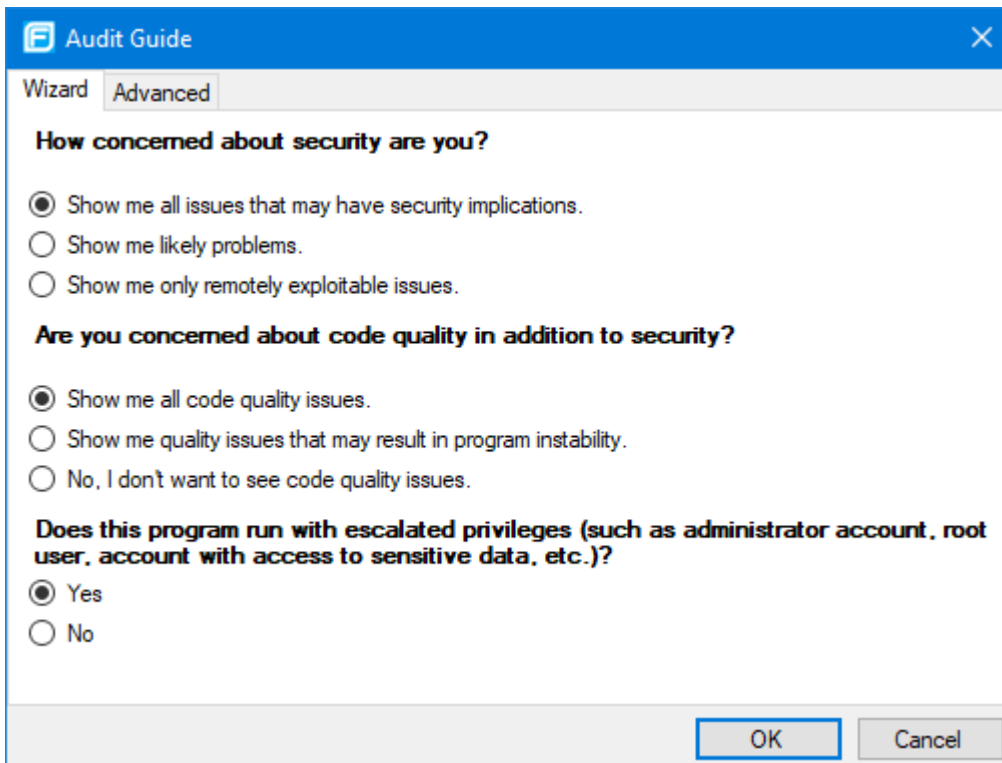 Audit Guide
Wizard Advanced
How concerned about security are you?
Show me all issues that may have security implications.
Show me likely problems.
Show me only remotely exploitable issues.
Are you concerned about code quality in addition to security?
Show me all code quality issues.
Show me quality issues that may result in program instability.
No, I don't want to see code quality issues.
Does this program run with escalated privileges (such as administrator account, root
user, account with access to sensitive data, etc.)?
Yes
No
OK Cancel